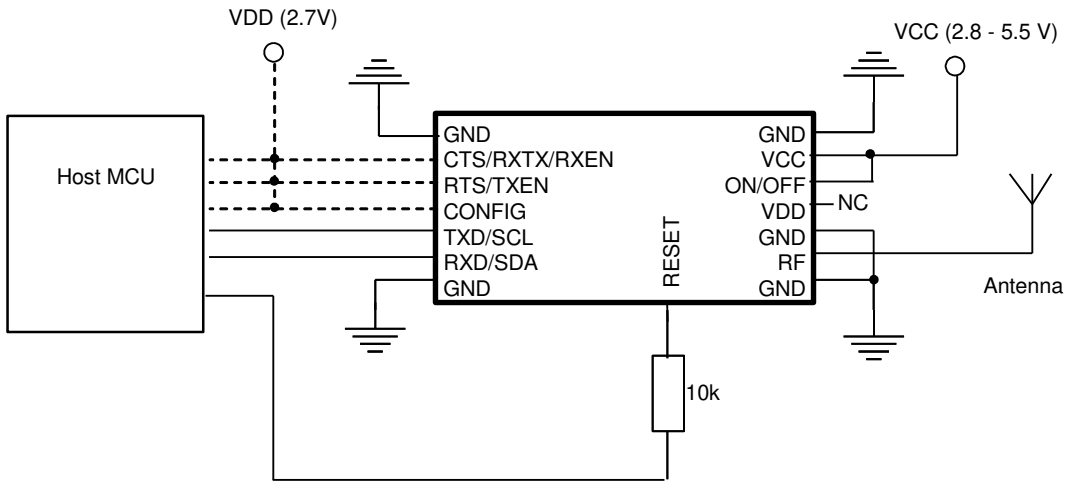 VDD (2.7V)
VCC (2.8 - 5.5 V)
Host MCU
GND
CTS/RXTX/RXEN
RTS/TXEN
CONFIG
TXD/SCL
RXD/SDA
GND
RESET
GND
VCC
ON/OFF
VDD
NC
GND
RF
GND
Antenna
10k